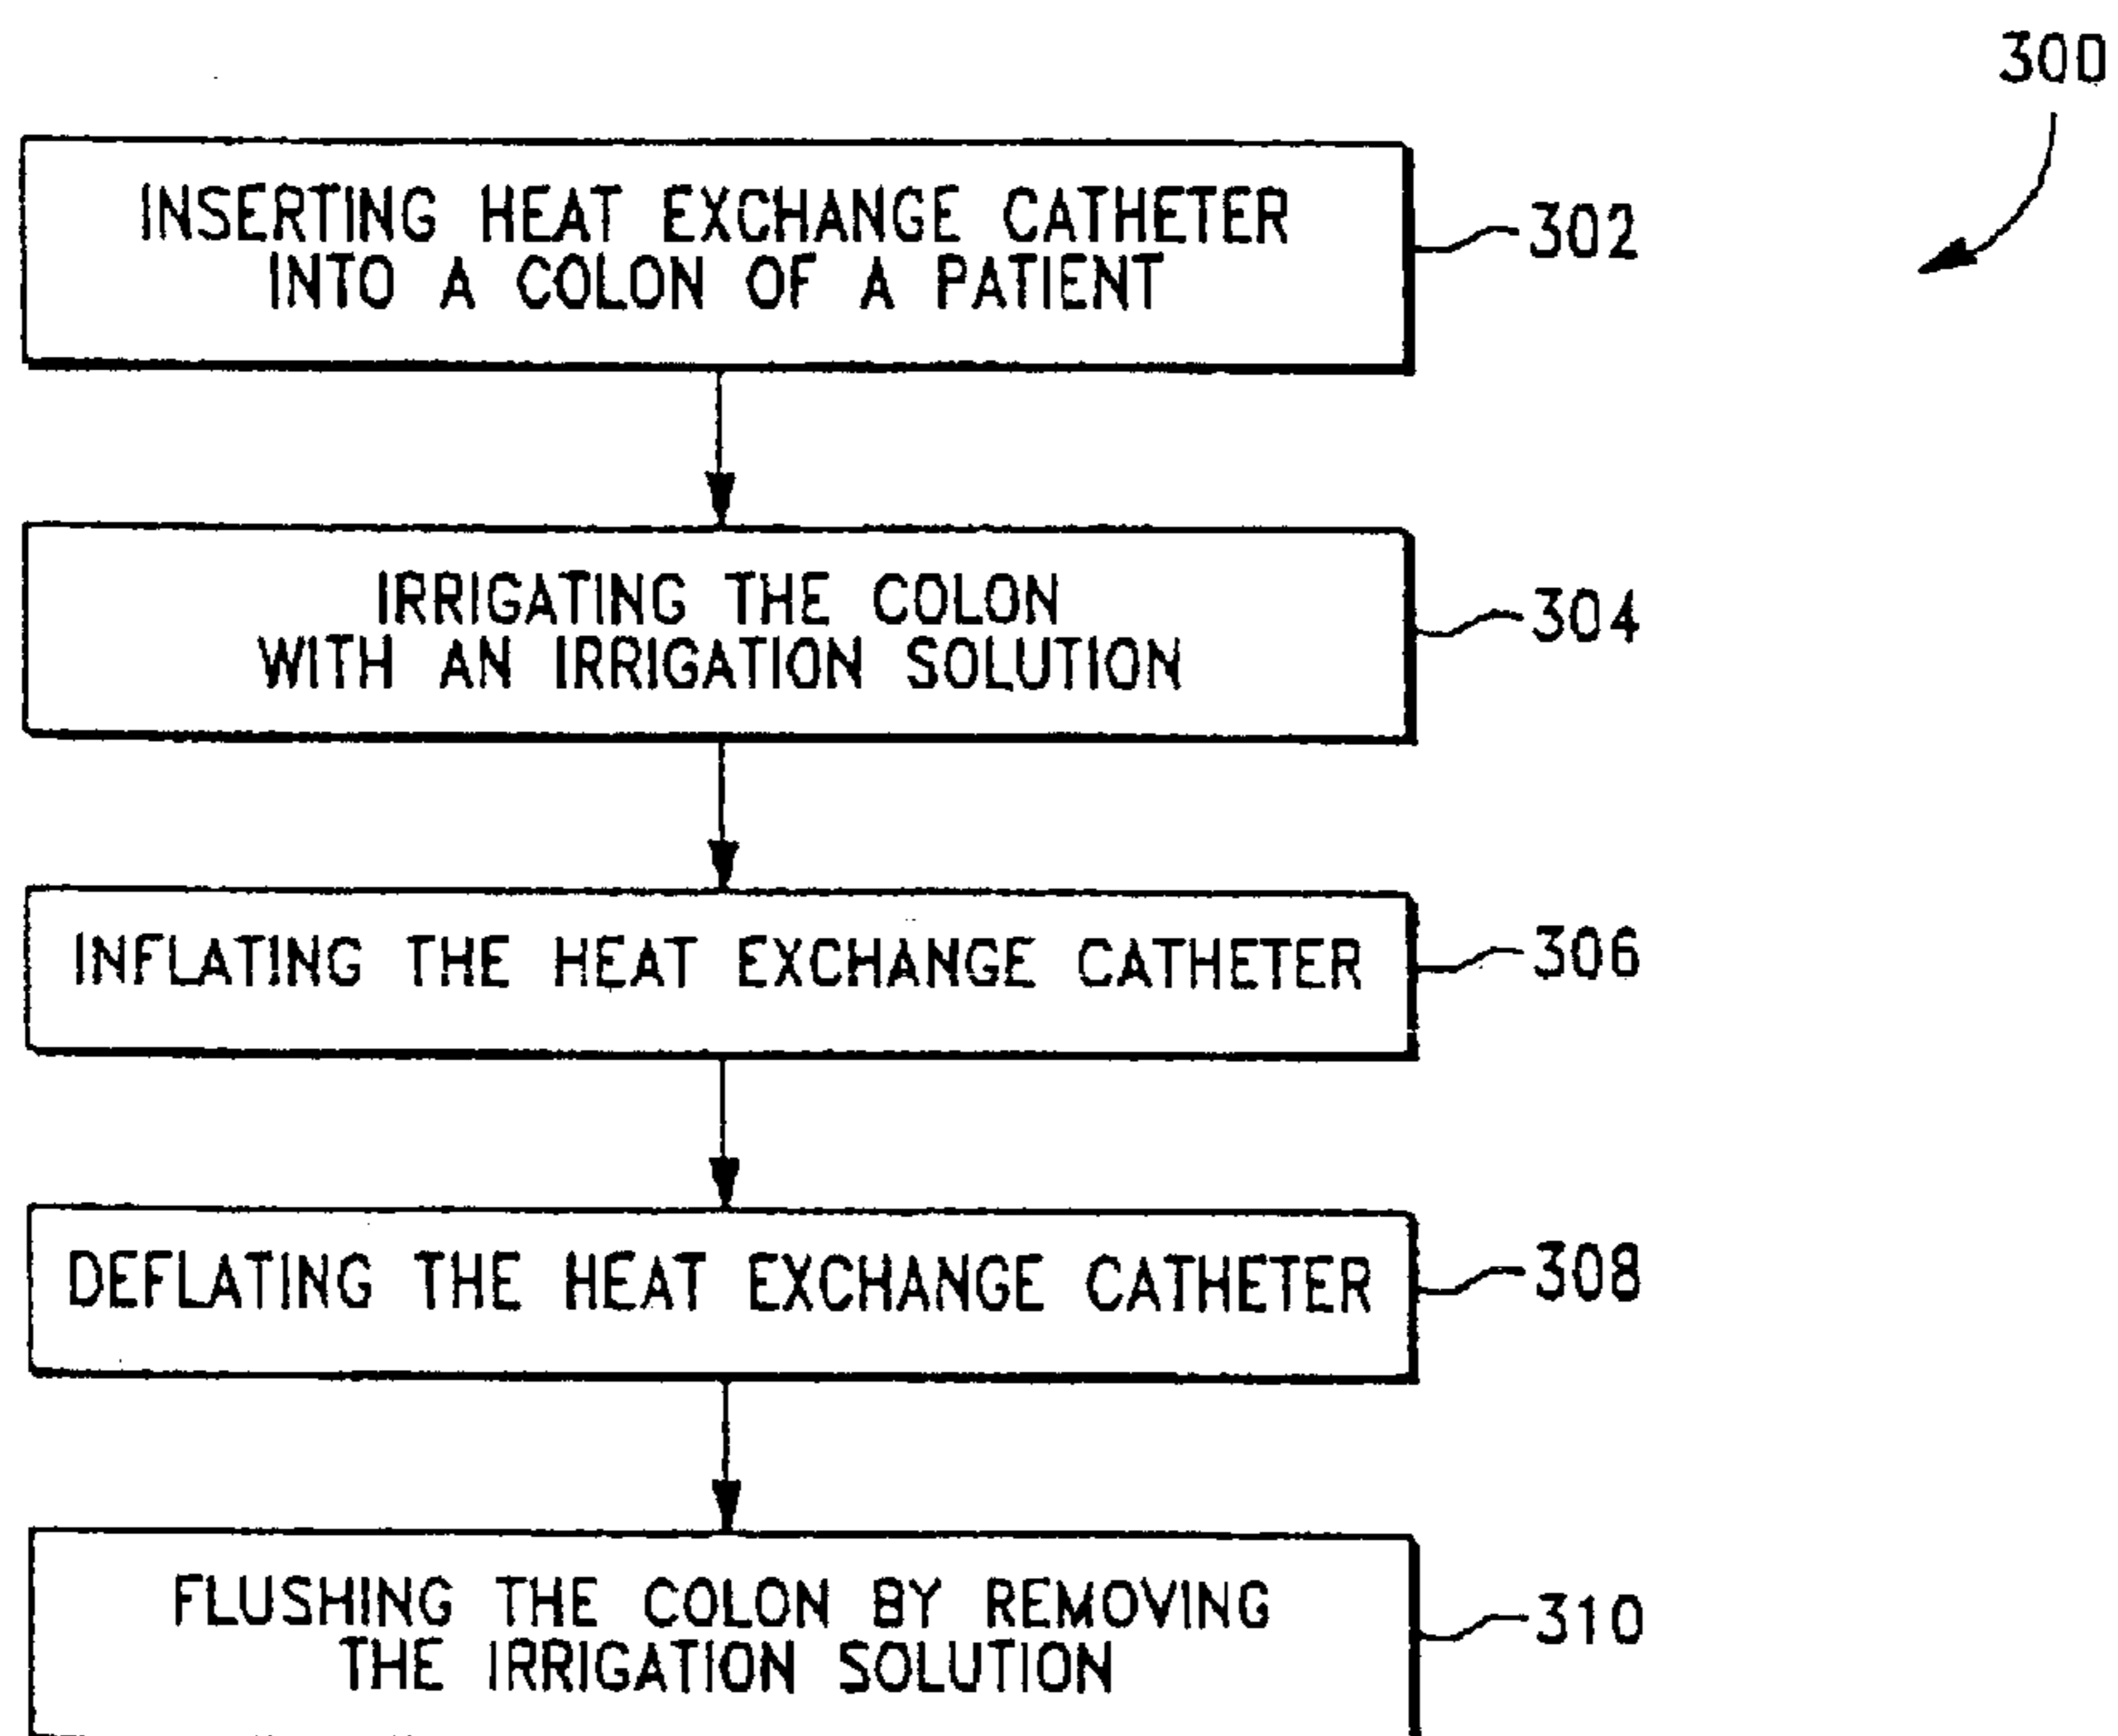 300
INSERTING HEAT EXCHANGE CATHETER
INTO A COLON OF A PATIENT
302
IRRIGATING THE COLON
WITH AN IRRIGATION SOLUTION
304
INFLATING THE HEAT EXCHANGE CATHETER
306
DEFLATING THE HEAT EXCHANGE CATHETER
308
FLUSHING THE COLON BY REMOVING
THE IRRIGATION SOLUTION
310